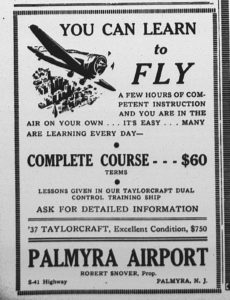 YOU CAN LEARN
to
FLY
A FEW HOURS OF COM-
PETENT INSTRUCTION
AND YOU ARE IN THE
AIR ON YOUR OWN . . . IT'S EASY . . . MANY
ARE LEARNING EVERY DAY—
COMPLETE COURSE - - - $60
TERMS
LESSONS GIVEN IN OUR TAYLORCRAFT DUAL
CONTROL TRAINING SHIP
ASK FOR DETAILED INFORMATION
'37 TAYLORCRAFT, Excellent Condition, $750
PALMYRA AIRPORT
ROBERT SNOVER, Prop.
S-41 Highway PALMYRA, N. J.